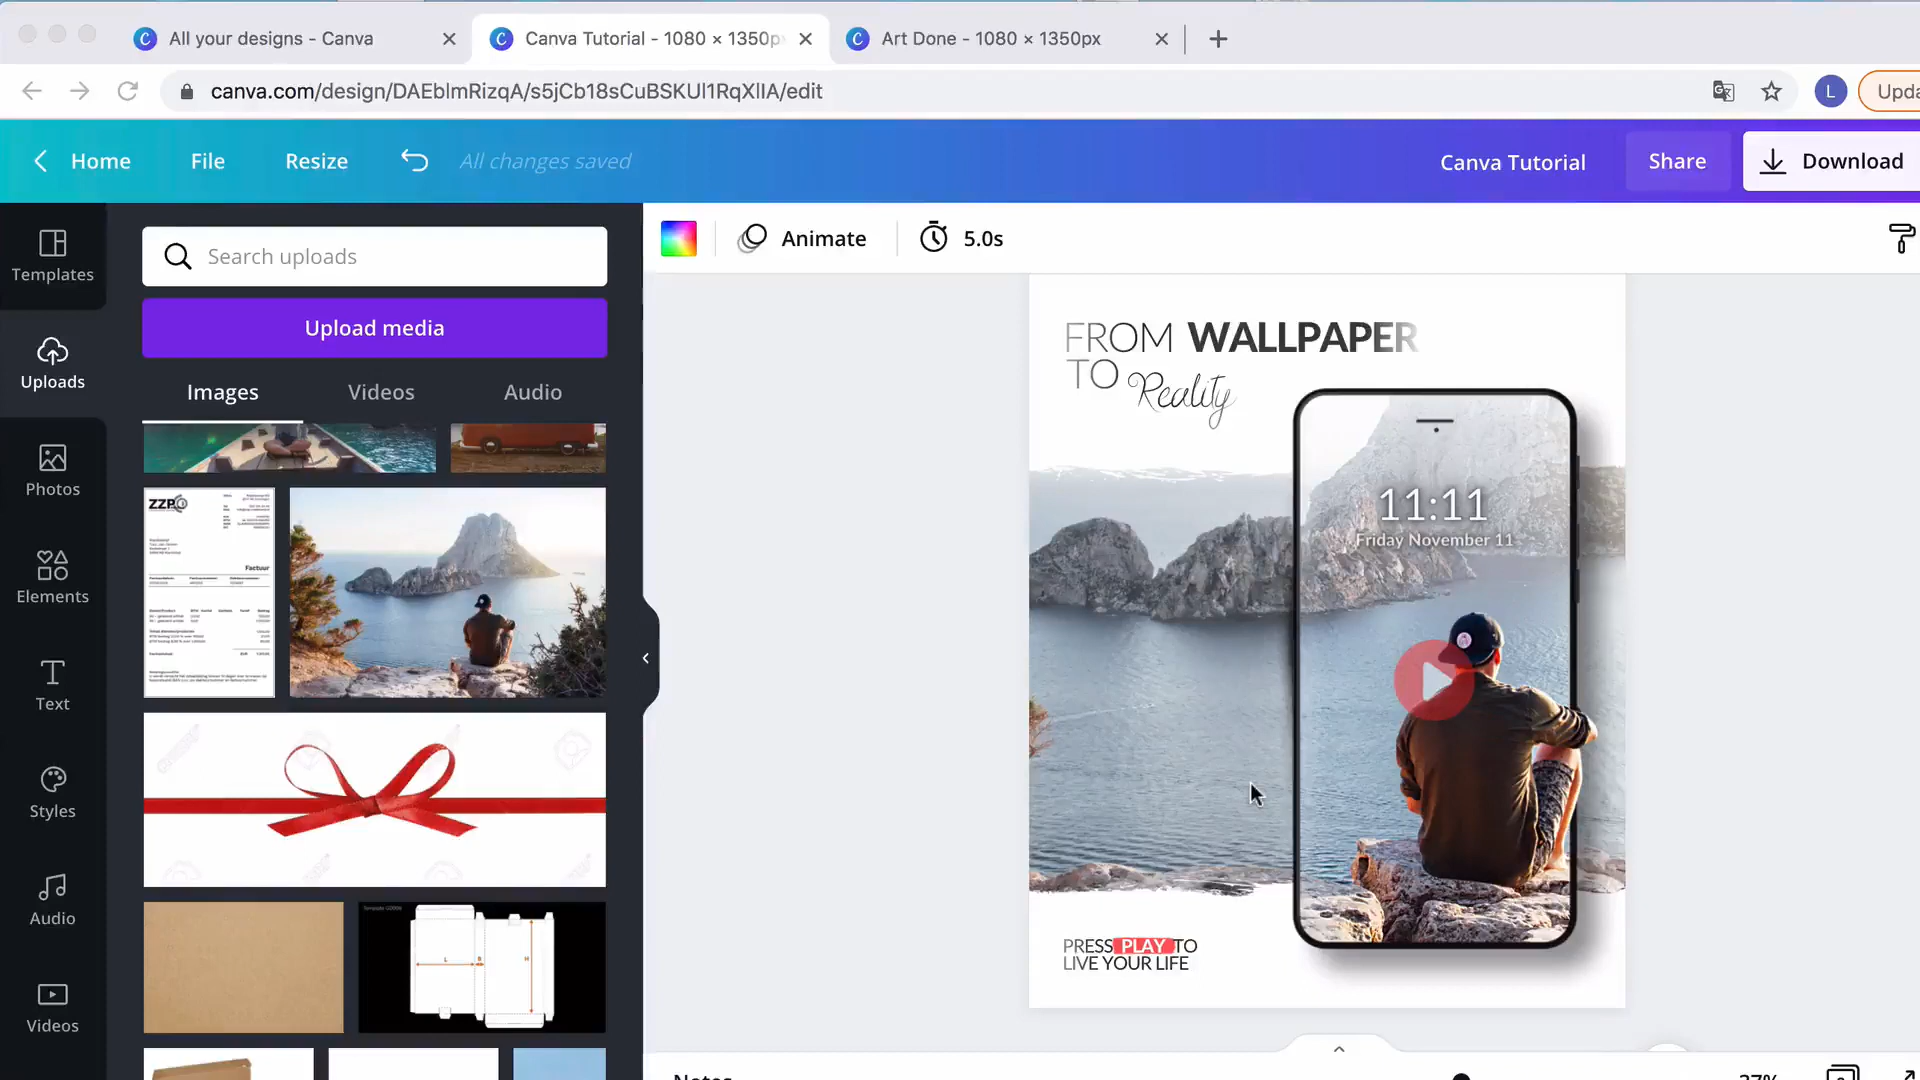 All your designs - Canva
Canva Tutorial - 1080 × 1350p
Art Done - 1080 × 1350px
canva.com/design/DAEblmRizqA/s5jCb18sCuBSKUl1RqXlIA/edit
L
Upda
Home
File
Resize
All changes saved
Canva Tutorial
Share
Download
Templates
Uploads
Photos
Elements
Text
Styles
Audio
Videos
Search uploads
Upload media
Images
Videos
Audio
Factuur
L
B
H
Animate
5.0s
FROM WALLPAPER
TO Reality
11:11
Friday November 11
PRESS PLAY TO
LIVE YOUR LIFE
Notes